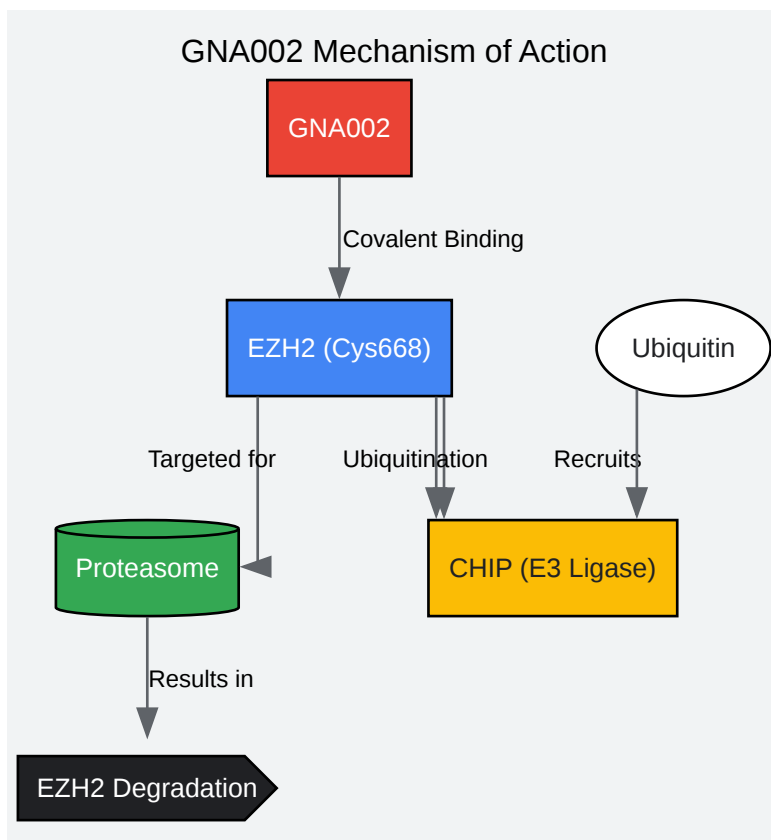 GNA002 Mechanism of Action
GNA002
Covalent Binding
EZH2 (Cys668)
Ubiquitin
Targeted for
Ubiquitination
Recruits
Proteasome
CHIP (E3 Ligase)
Results in
EZH2 Degradation